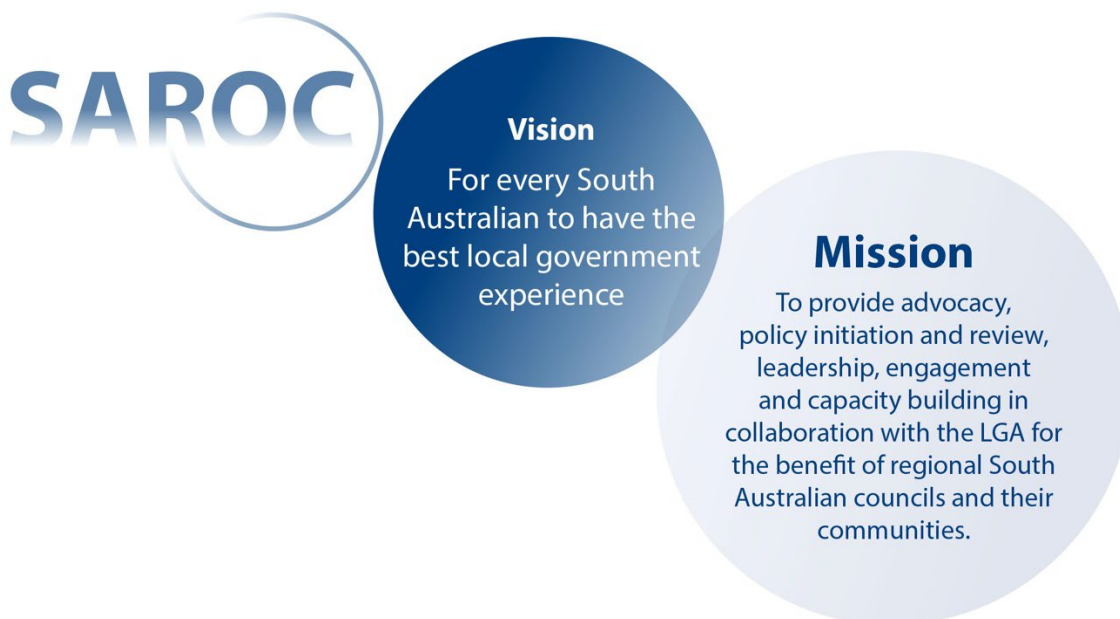 SAROC
Vision
For every South
Australian to have the
best local government
experience
Mission
To provide advocacy,
policy initiation and review,
leadership, engagement
and capacity building in
collaboration with the LGA for
the benefit of regional South
Australian councils and their
communities.